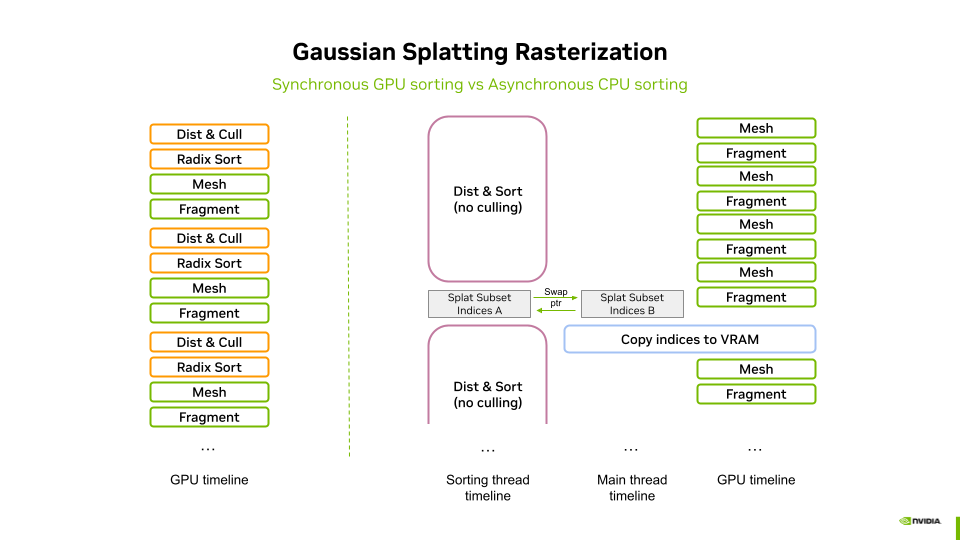 Gaussian Splatting Rasterization
Synchronous GPU sorting vs Asynchronous CPU sorting
Dist & Cull
Radix Sort
Mesh
Fragment
Dist & Cull
Radix Sort
Mesh
Fragment
Dist & Cull
Radix Sort
Mesh
Fragment
...
GPU timeline
Dist & Sort
(no culling)
Splat Subset
Indices A
Swap
ptr
Splat Subset
Indices B
Dist & Sort
(no culling)
...
Sorting thread
timeline
...
Main thread
timeline
Mesh
Fragment
Mesh
Fragment
Mesh
Fragment
Mesh
Fragment
Copy indices to VRAM
Mesh
Fragment
...
GPU timeline
NVIDIA.